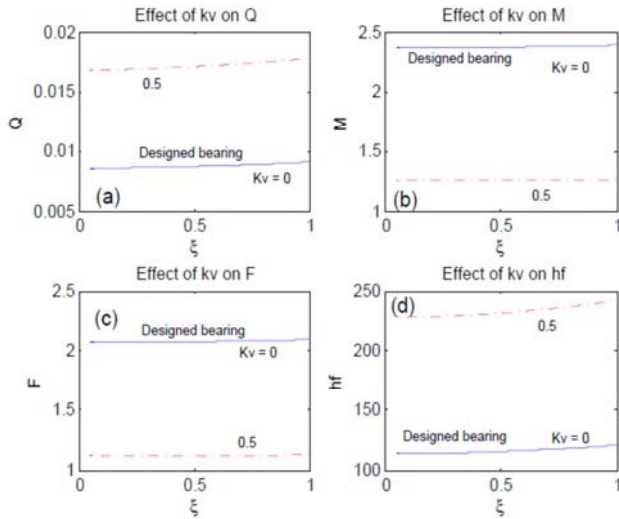 Effect of kv on Q
0.02
0.015
0.01
0.005
Q
0.5
Designed bearing
Kv = 0
(a)
0
0.5
1
ξ
Effect of kv on M
2.5
2
1.5
1
M
Designed bearing
Kv = 0
(b)
0.5
0
0.5
1
ξ
Effect of kv on F
2.5
2
1.5
1
F
(c)
Designed bearing
Kv = 0
0.5
0
0.5
1
ξ
Effect of kv on hf
250
200
150
100
hf
(d)
0.5
Designed bearing
Kv = 0
0
0.5
1
ξ